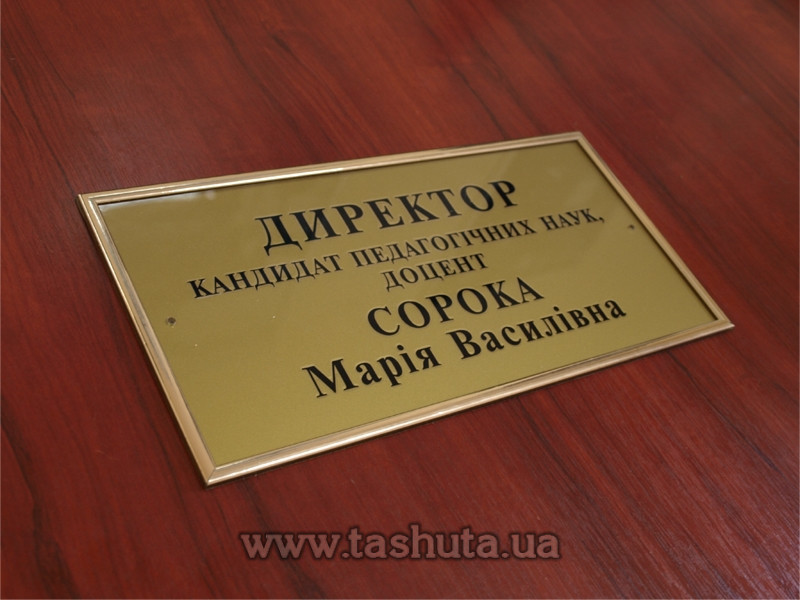 ДИРЕКТОР
КАНДИДАТ ПЕДАГОГІЧНИХ НАУК,
ДОЦЕНТ
СОРОКА
Марія Василівна
www.tashuta.ua